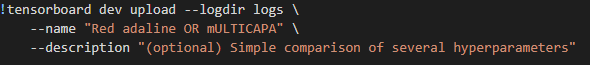 !tensorboard dev upload --logdir logs \
--name "Red adaline OR mULTICAPA" \
--description "(optional) Simple comparison of several hyperparameters"